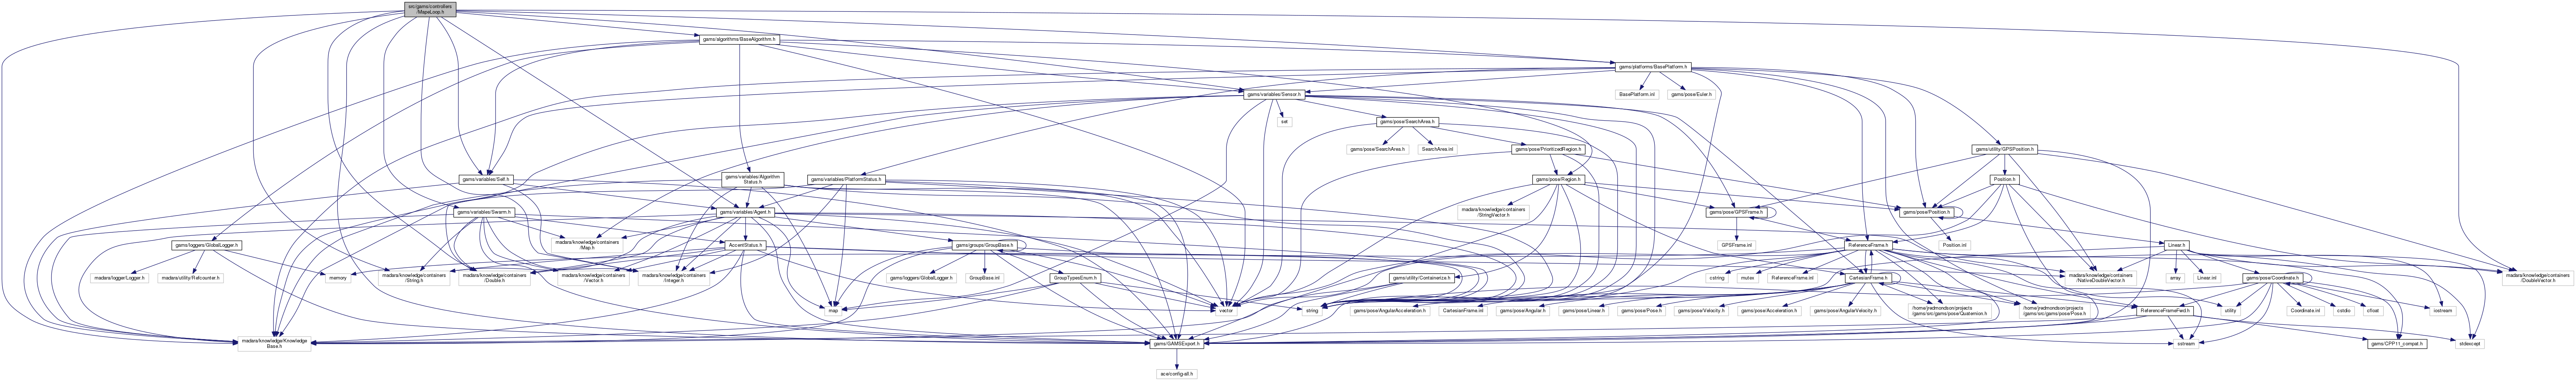 src/gams/controllers
/MapeLoop.h
gams/algorithms/BaseAlgorithm.h
gams/platforms/BasePlatform.h
gams/variables/Sensor.h
BasePlatform.inl
gams/pose/Euler.h
set
gams/pose/SearchArea.h
gams/pose/SearchArea.h
SearchArea.inl
gams/pose/PrioritizedRegion.h
gams/utility/GPSPosition.h
gams/variables/Self.h
gams/variables/Algorithm
Status.h
gams/variables/PlatformStatus.h
gams/pose/Region.h
Position.h
gams/variables/Swarm.h
gams/variables/Agent.h
madara/knowledge/containers
/StringVector.h
gams/pose/GPSFrame.h
gams/pose/Position.h
gams/loggers/GlobalLogger.h
madara/knowledge/containers
/Map.h
AccentStatus.h
gams/groups/GroupBase.h
GPSFrame.inl
ReferenceFrame.h
Position.inl
Linear.h
madara/logger/Logger.h
madara/utility/Refcounter.h
memory
madara/knowledge/containers
/String.h
madara/knowledge/containers
/Double.h
madara/knowledge/containers
/Vector.h
madara/knowledge/containers
/Integer.h
gams/loggers/GlobalLogger.h
GroupBase.inl
GroupTypesEnum.h
gams/utility/Containerize.h
cstring
mutex
ReferenceFrame.inl
CartesianFrame.h
madara/knowledge/containers
/NativeDoubleVector.h
array
Linear.inl
gams/pose/Coordinate.h
madara/knowledge/containers
/DoubleVector.h
map
vector
string
gams/pose/AngularAcceleration.h
CartesianFrame.inl
gams/pose/Angular.h
gams/pose/Linear.h
gams/pose/Pose.h
gams/pose/Velocity.h
gams/pose/Acceleration.h
gams/pose/AngularVelocity.h
/home/jredmondson/projects
/gams/src/gams/pose/Quaternion.h
/home/jredmondson/projects
/gams/src/gams/pose/Pose.h
ReferenceFrameFwd.h
utility
Coordinate.inl
cstdio
cfloat
iostream
madara/knowledge/Knowledge
Base.h
gams/GAMSExport.h
sstream
gams/CPP11_compat.h
stdexcept
ace/config-all.h